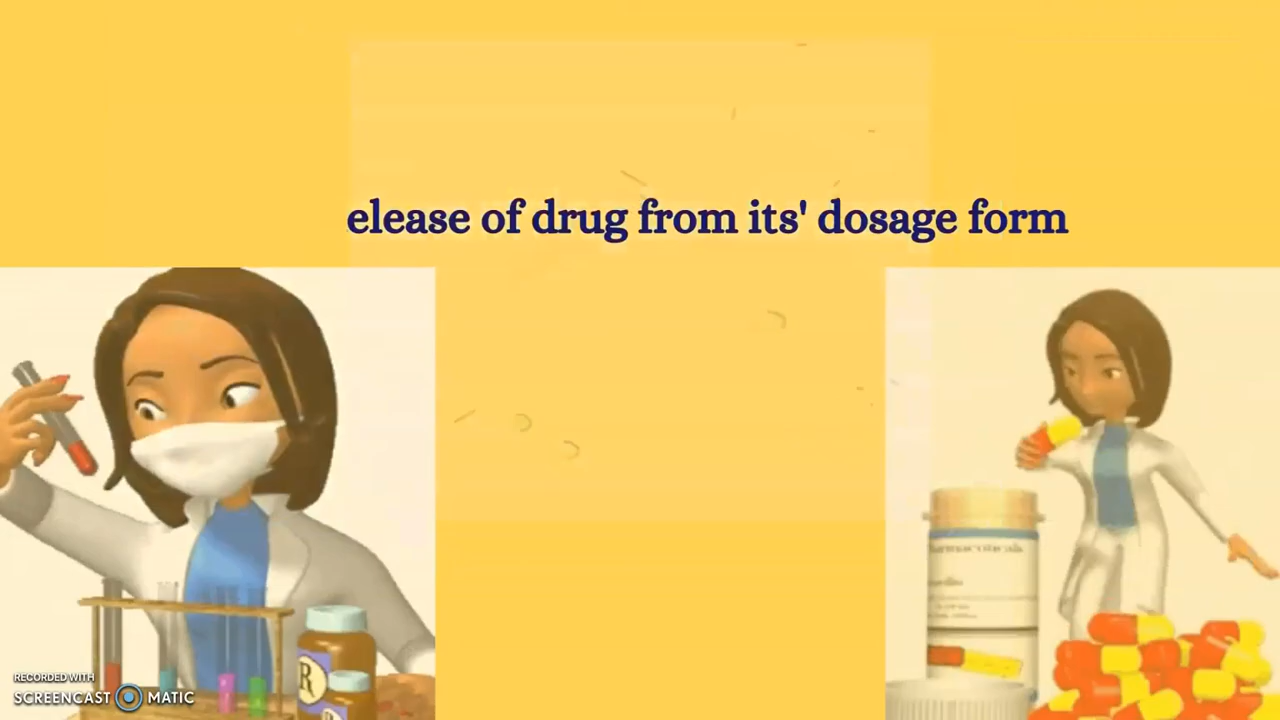 elease of drug from its' dosage form
RECORDED WITH
SCREENCAST MATIC
R
R